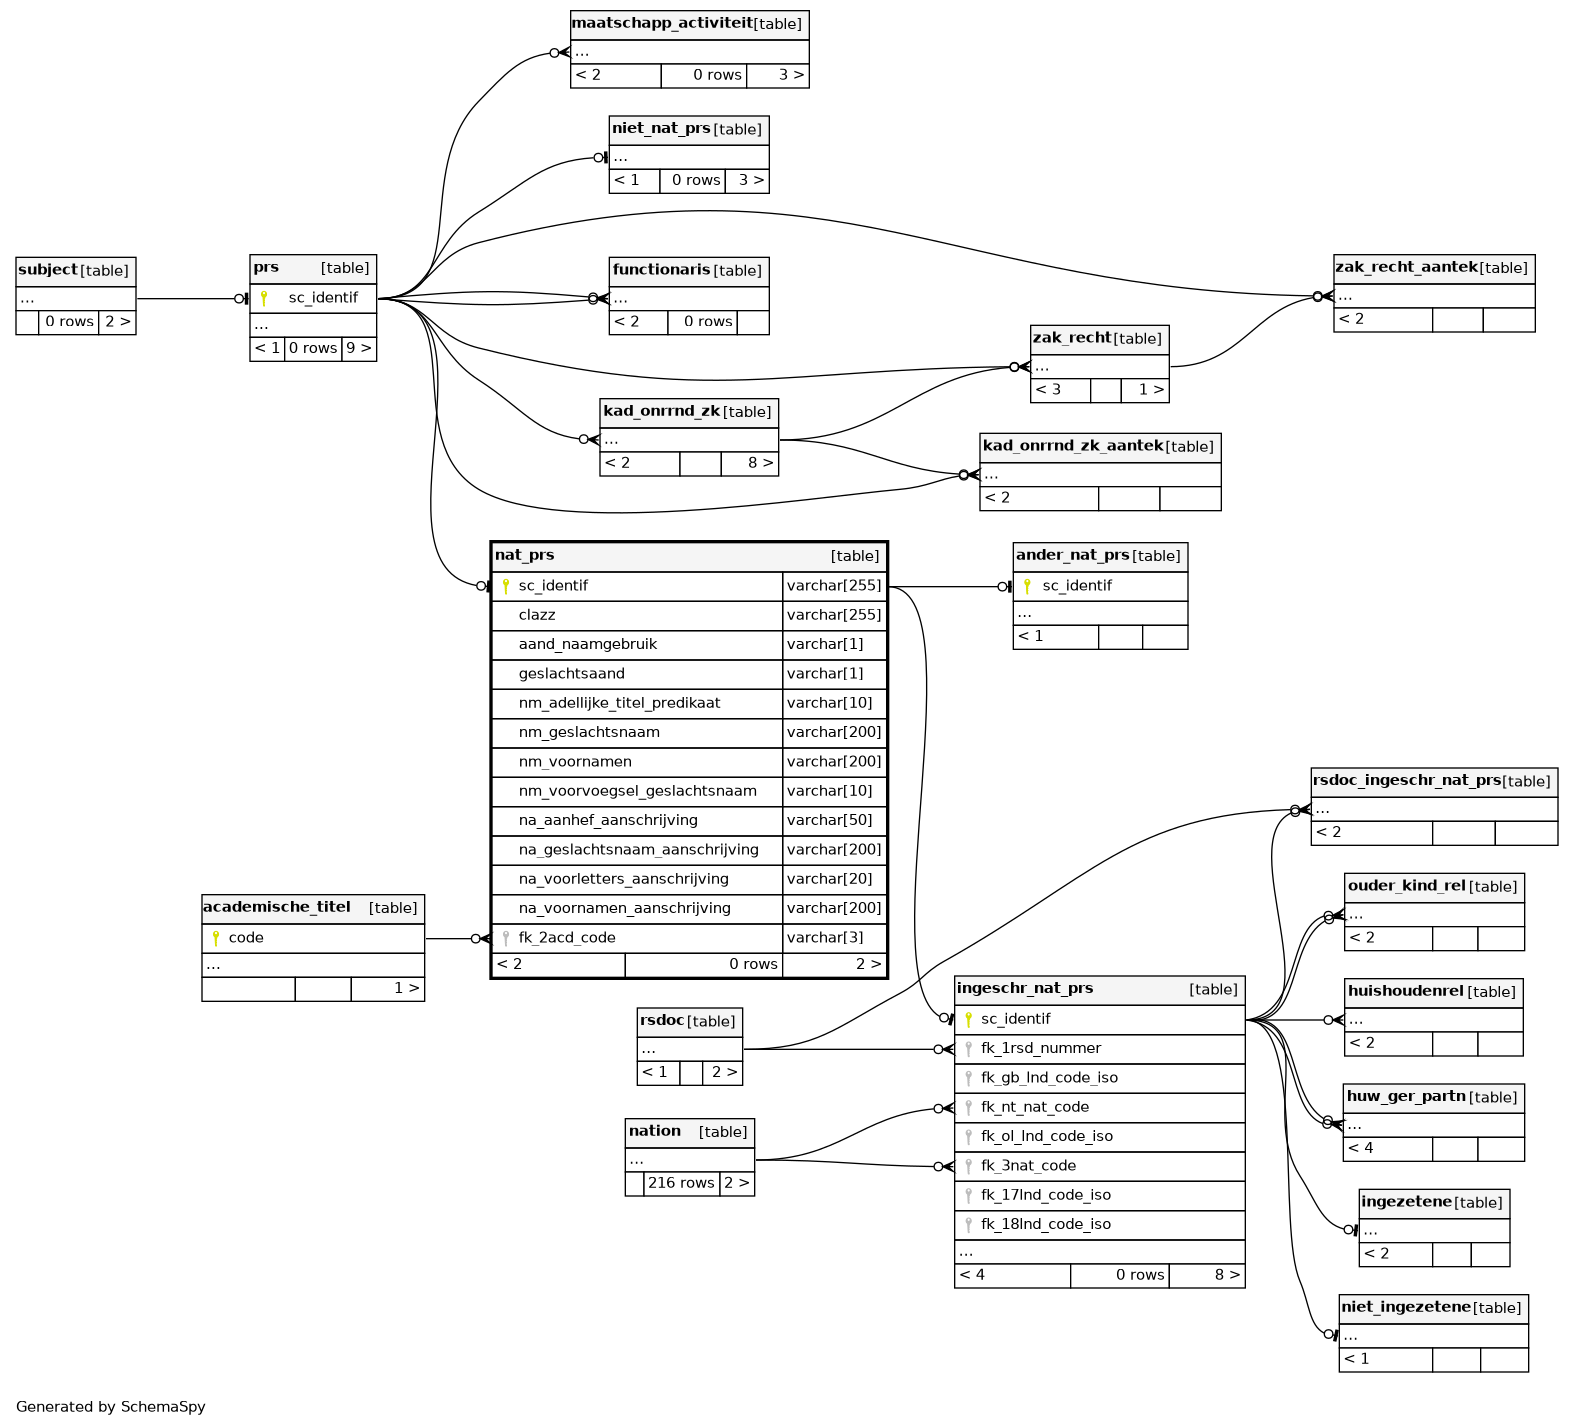 maatschapp_activiteit [table]
...
< 2 0 rows 3 >
niet_nat_prs [table]
...
< 1 0 rows 3 >
subject [table]
...
0 rows 2 >
prs [table]
sc_identif
...
< 1 0 rows 9 >
functionaris [table]
...
< 2 0 rows
zak_recht_aantek [table]
...
< 2
zak_recht [table]
...
< 3 1 >
kad_onrrnd_zk [table]
...
< 2 8 >
kad_onrrnd_zk_aantek [table]
...
< 2
nat_prs [table]
sc_identif varchar[255]
clazz varchar[255]
aand_naamgebruik varchar[1]
geslachtsaand varchar[1]
nm_adellijke_titel_predikaat varchar[10]
nm_geslachtsnaam varchar[200]
nm_voornamen varchar[200]
nm_voorvoegsel_geslachtsnaam varchar[10]
na_aanhef_aanschrijving varchar[50]
na_geslachtsnaam_aanschrijving varchar[200]
na_voorletters_aanschrijving varchar[20]
na_voornamen_aanschrijving varchar[200]
fk_2acd_code varchar[3]
< 2 0 rows 2 >
ander_nat_prs [table]
sc_identif
...
< 1
academische_titel [table]
code
...
1 >
rsdoc_ingeschr_nat_prs [table]
...
< 2
ouder_kind_rel [table]
...
< 2
rsdoc [table]
...
< 1 2 >
nation [table]
...
216 rows 2 >
ingeschr_nat_prs [table]
sc_identif
fk_1rsd_nummer
fk_gb_lnd_code_iso
fk_nt_nat_code
fk_ol_lnd_code_iso
fk_3nat_code
fk_17lnd_code_iso
fk_18lnd_code_iso
...
< 4 0 rows 8 >
huishoudenrel [table]
...
< 2
huw_ger_partn [table]
...
< 4
ingezetene [table]
...
< 2
niet_ingezetene [table]
...
< 1
Generated by SchemaSpy